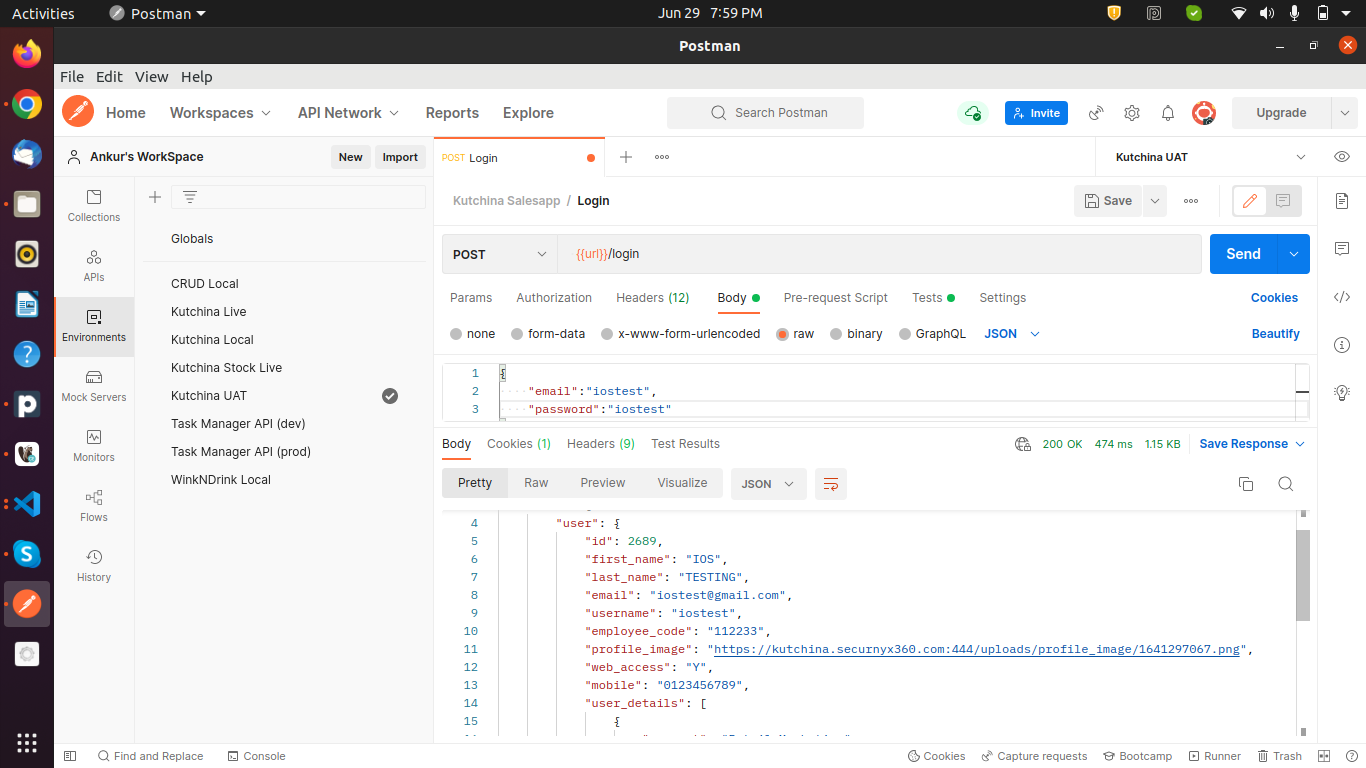 Activities Postman Jun 29 7:59 PM
Postman
File Edit View Help
Home Workspaces API Network Reports Explore Search Postman Invite Upgrade
Ankur's WorkSpace New Import POST Login Kutchina UAT
Collections
APIs
Environments
Mock Servers
Monitors
Flows
History
Globals
CRUD Local
Kutchina Live
Kutchina Local
Kutchina Stock Live
Kutchina UAT
Task Manager API (dev)
Task Manager API (prod)
WinkNDrink Local
Kutchina Salesapp / Login Save
POST {{url}}/login Send
Params Authorization Headers (12) Body Pre-request Script Tests Settings Cookies
none form-data x-www-form-urlencoded raw binary GraphQL JSON Beautify
1 {
2 "email":"iostest",
3 "password":"iostest"
Body Cookies (1) Headers (9) Test Results 200 OK 474 ms 1.15 KB Save Response
Pretty Raw Preview Visualize JSON
4 "user": {
5 "id": 2689,
6 "first_name": "IOS",
7 "last_name": "TESTING",
8 "email": "iostest@gmail.com",
9 "username": "iostest",
10 "employee_code": "112233",
11 "profile_image": "https://kutchina.securnyx360.com:444/uploads/profile_image/1641297067.png",
12 "web_access": "Y",
13 "mobile": "0123456789",
14 "user_details": [
15 {
Find and Replace Console Cookies Capture requests Bootcamp Runner Trash